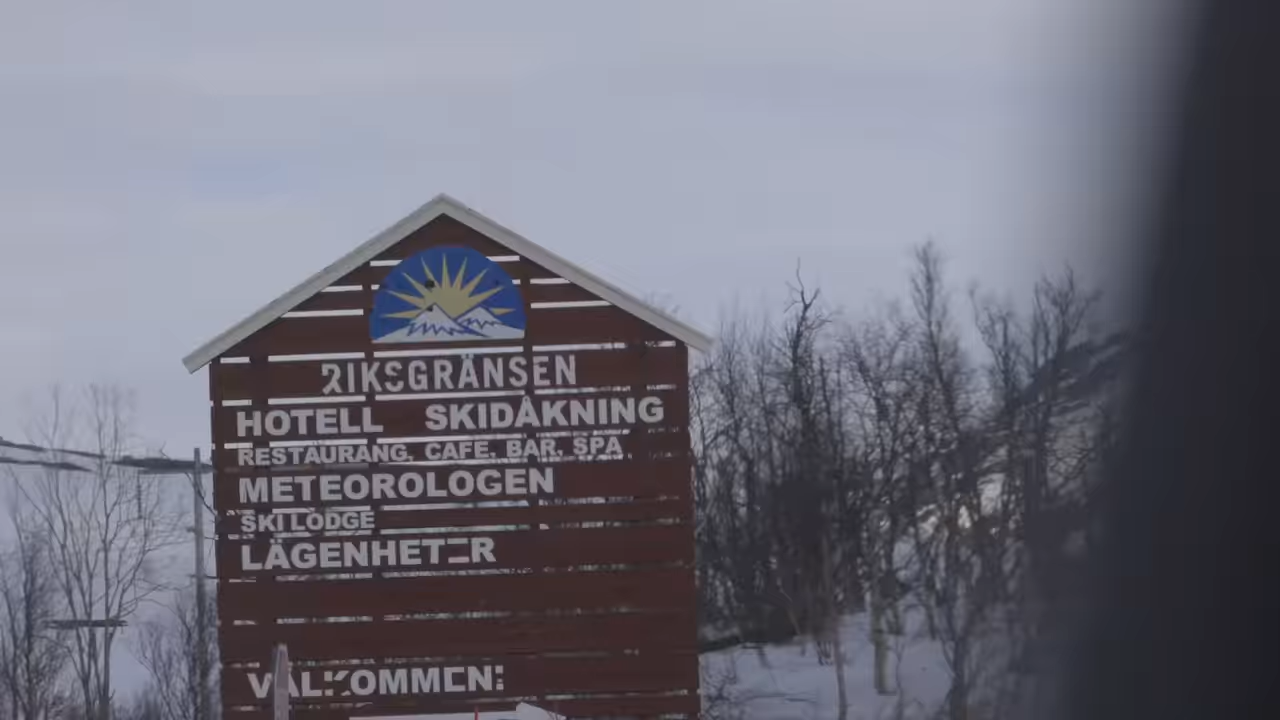 RIKSGRÄNSEN
HOTELL SKIDÅKNING
RESTAURANG, CAFE, BAR, SPA
METEOROLOGEN
SKI LODGE
LÄGENHETER
VÄLKOMMEN!